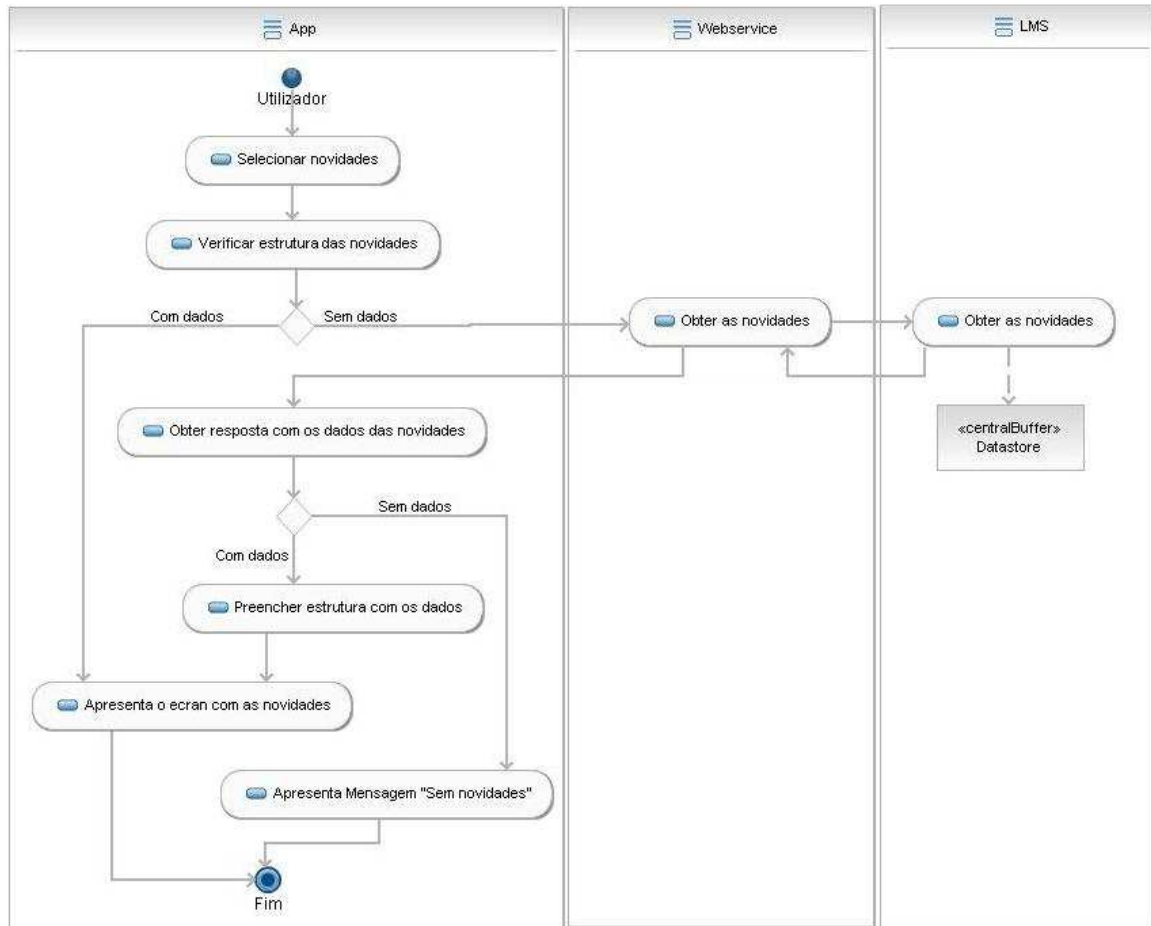 App
Webservice
LMS
Utilizador
Selecionar novidades
Verificar estrutura das novidades
Com dados
Sem dados
Obter as novidades
Obter as novidades
Obter resposta com os dados das novidades
«centralBuffer»
Datastore
Sem dados
Com dados
Preencher estrutura com os dados
Apresenta o ecran com as novidades
Apresenta Mensagem "Sem novidades"
Fim